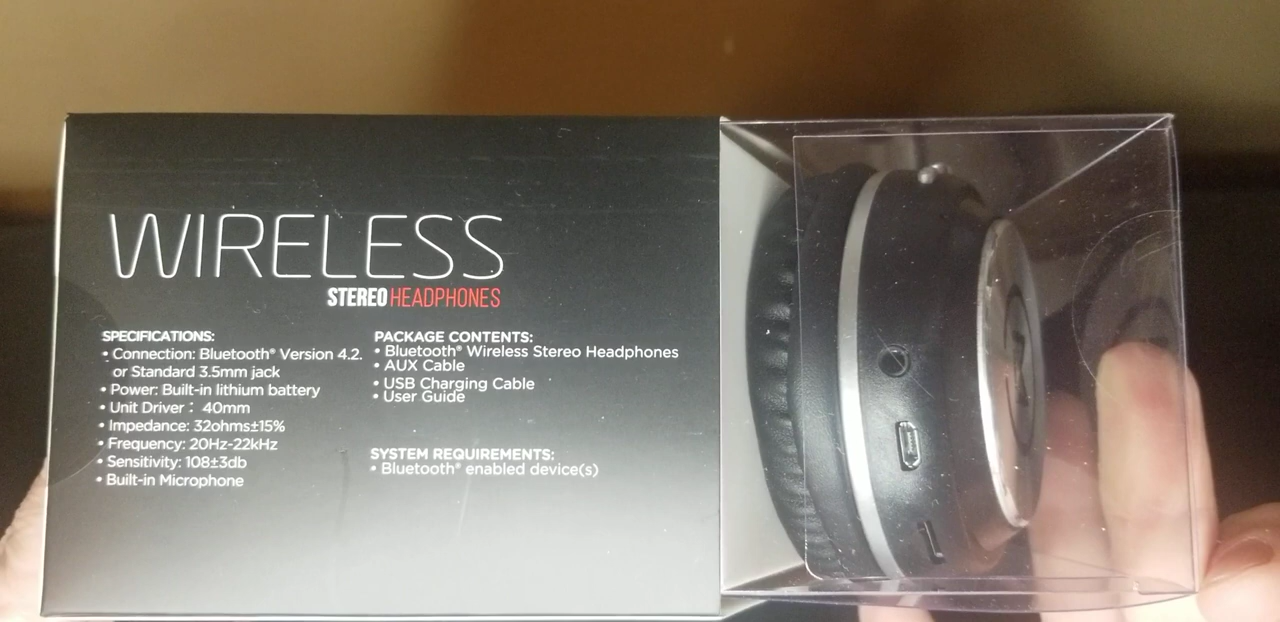 WIRELESS
STEREO HEADPHONES
SPECIFICATIONS:
• Connection: Bluetooth® Version 4.2.
or Standard 3.5mm jack
• Power: Built-in lithium battery
• Unit Driver : 40mm
• Impedance: 32ohms±15%
• Frequency: 20Hz-22kHz
• Sensitivity: 108±3db
• Built-in Microphone
PACKAGE CONTENTS:
• Bluetooth® Wireless Stereo Headphones
• AUX Cable
• USB Charging Cable
• User Guide
SYSTEM REQUIREMENTS:
• Bluetooth® enabled device(s)